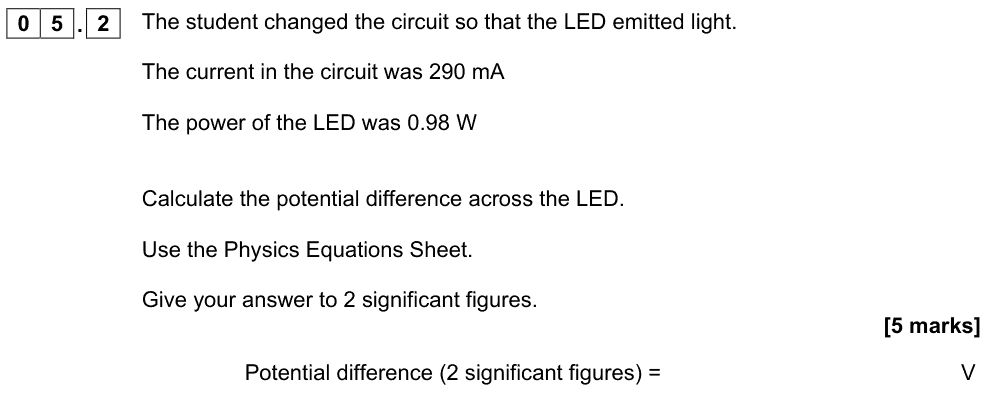 0 5 . 2 The student changed the circuit so that the LED emitted light.
The current in the circuit was 290 mA
The power of the LED was 0.98 W
Calculate the potential difference across the LED.
Use the Physics Equations Sheet.
Give your answer to 2 significant figures.
[5 marks]
Potential difference (2 significant figures) = V